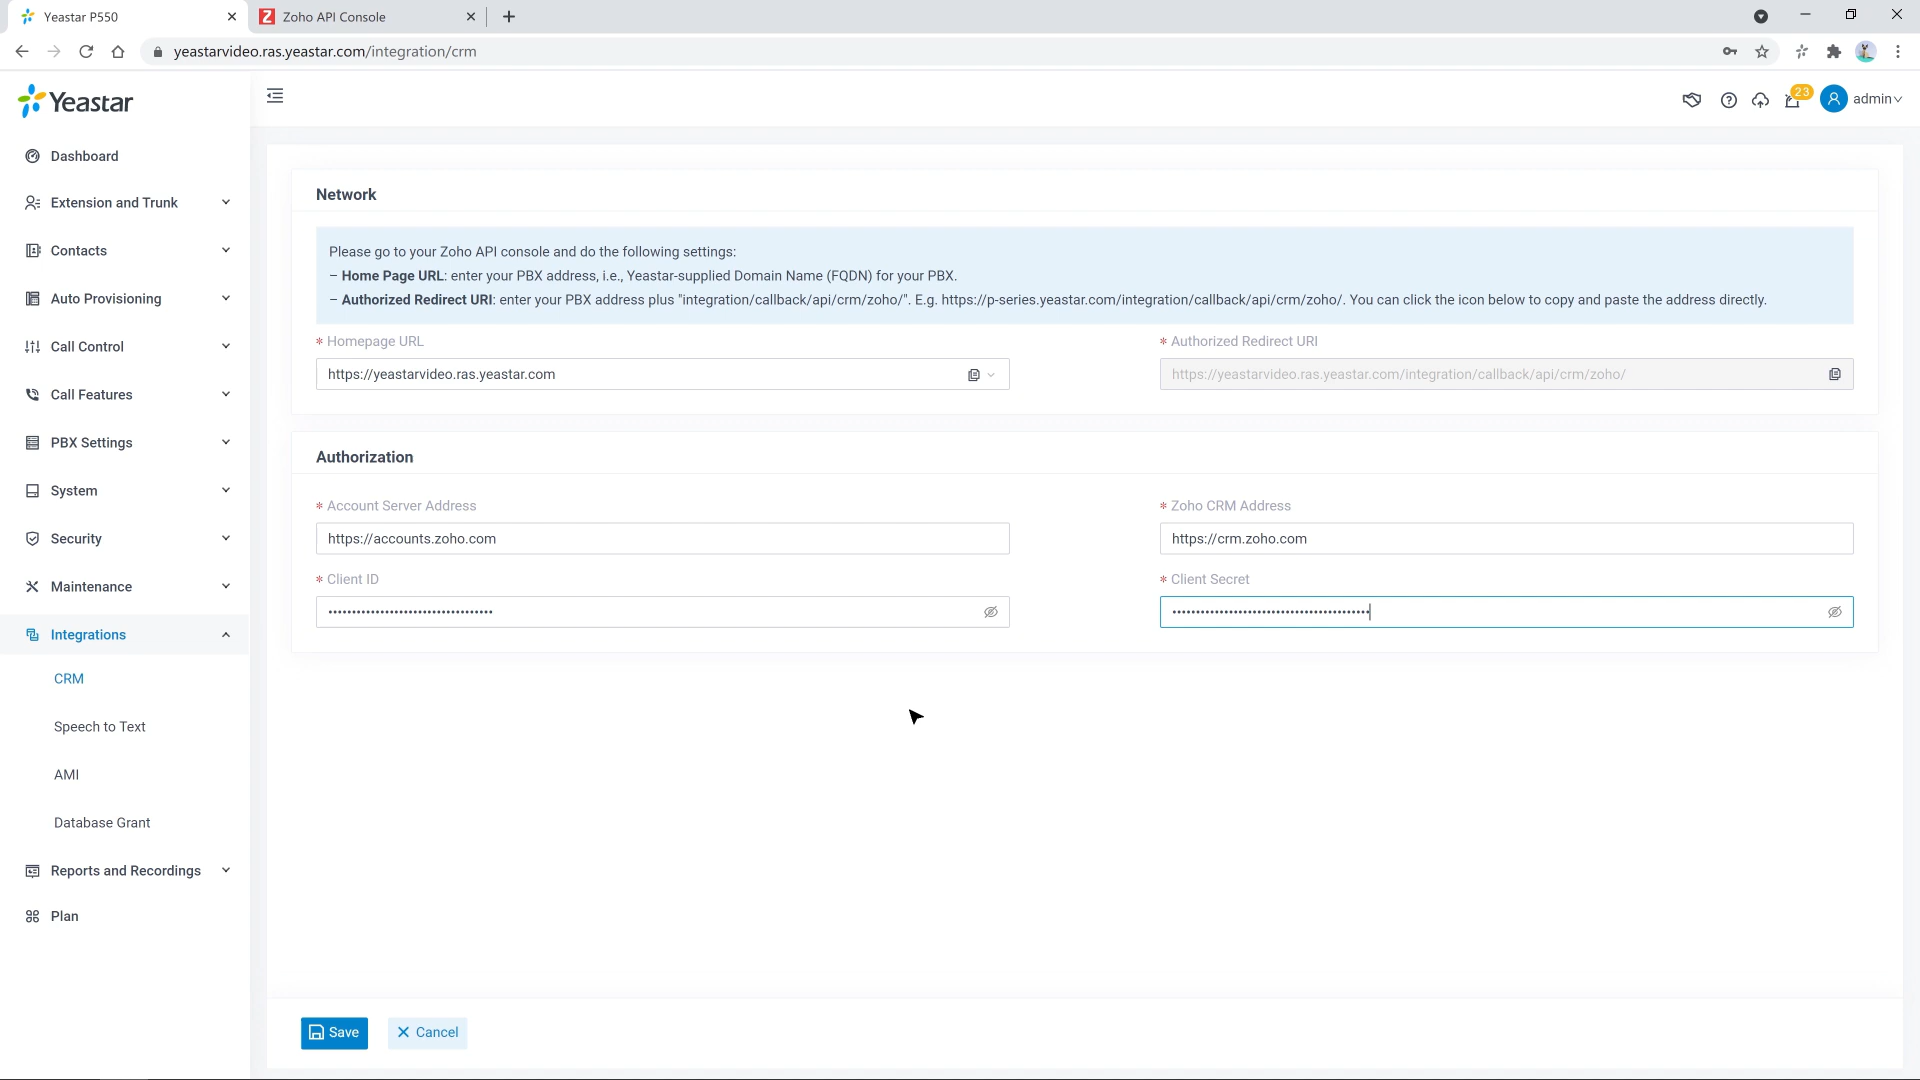 Yeastar P550
Zoho API Console
yeastarvideo.ras.yeastar.com/integration/crm
Yeastar
23
admin
Dashboard
Extension and Trunk
Contacts
Auto Provisioning
Call Control
Call Features
PBX Settings
System
Security
Maintenance
Integrations
CRM
Speech to Text
AMI
Database Grant
Reports and Recordings
Plan
Network
Please go to your Zoho API console and do the following settings:
– Home Page URL: enter your PBX address, i.e., Yeastar-supplied Domain Name (FQDN) for your PBX.
– Authorized Redirect URI: enter your PBX address plus "integration/callback/api/crm/zoho/". E.g. https://p-series.yeastar.com/integration/callback/api/crm/zoho/. You can click the icon below to copy and paste the address directly.
* Homepage URL
* Authorized Redirect URI
https://yeastarvideo.ras.yeastar.com
https://yeastarvideo.ras.yeastar.com/integration/callback/api/crm/zoho/
Authorization
* Account Server Address
* Zoho CRM Address
https://accounts.zoho.com
https://crm.zoho.com
* Client ID
* Client Secret
Save
Cancel